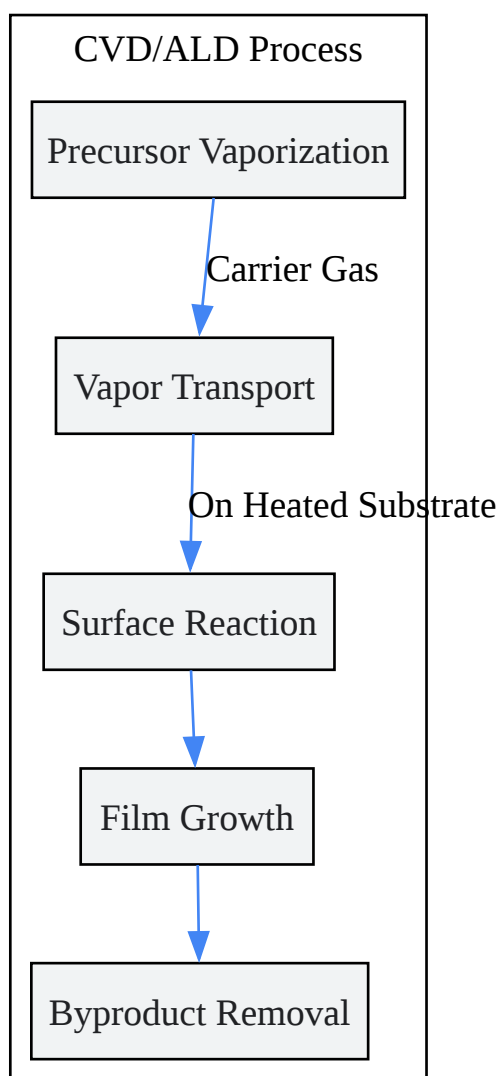 CVD/ALD Process
Precursor Vaporization
Carrier Gas
Vapor Transport
On Heated Substrate
Surface Reaction
Film Growth
Byproduct Removal